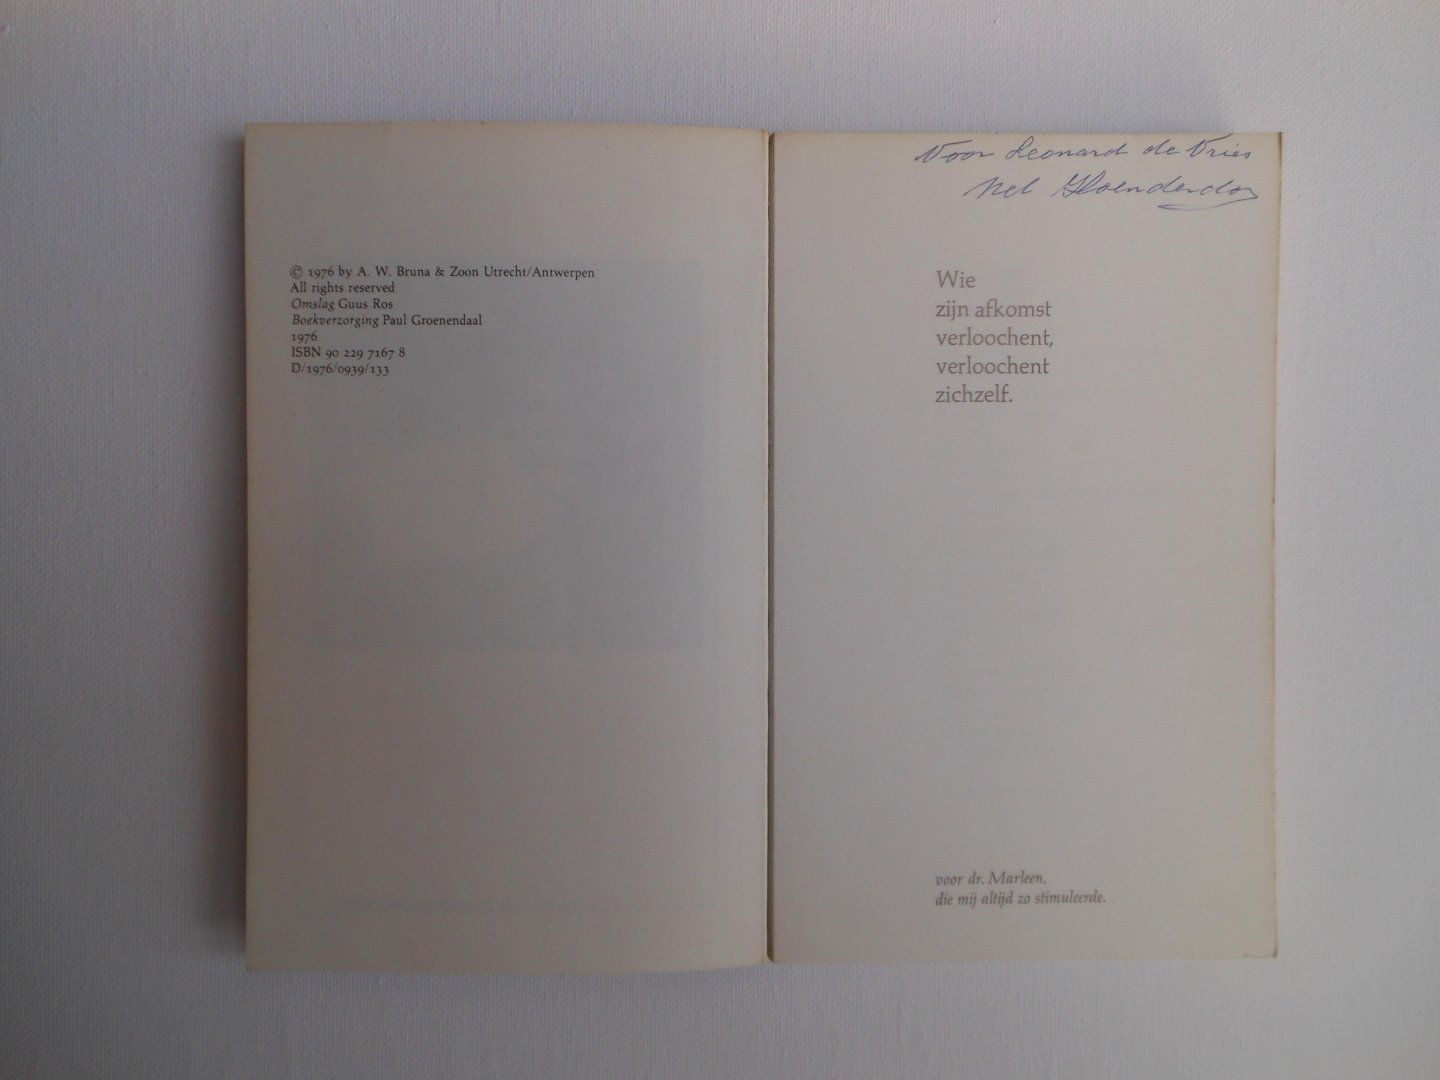 © 1976 by A. W. Bruna & Zoon Utrecht/Antwerpen
All rights reserved
Omslag Guus Ros
Boekverzorging Paul Groenendaal
1976
ISBN 90 229 7167 8
D/1976/0939/133
Voor Leonard de Vries
Nel
Wie
zijn afkomst
verloochent,
verloochent
zichzelf.
voor dr. Marleen,
die mij altijd zo stimuleerde.